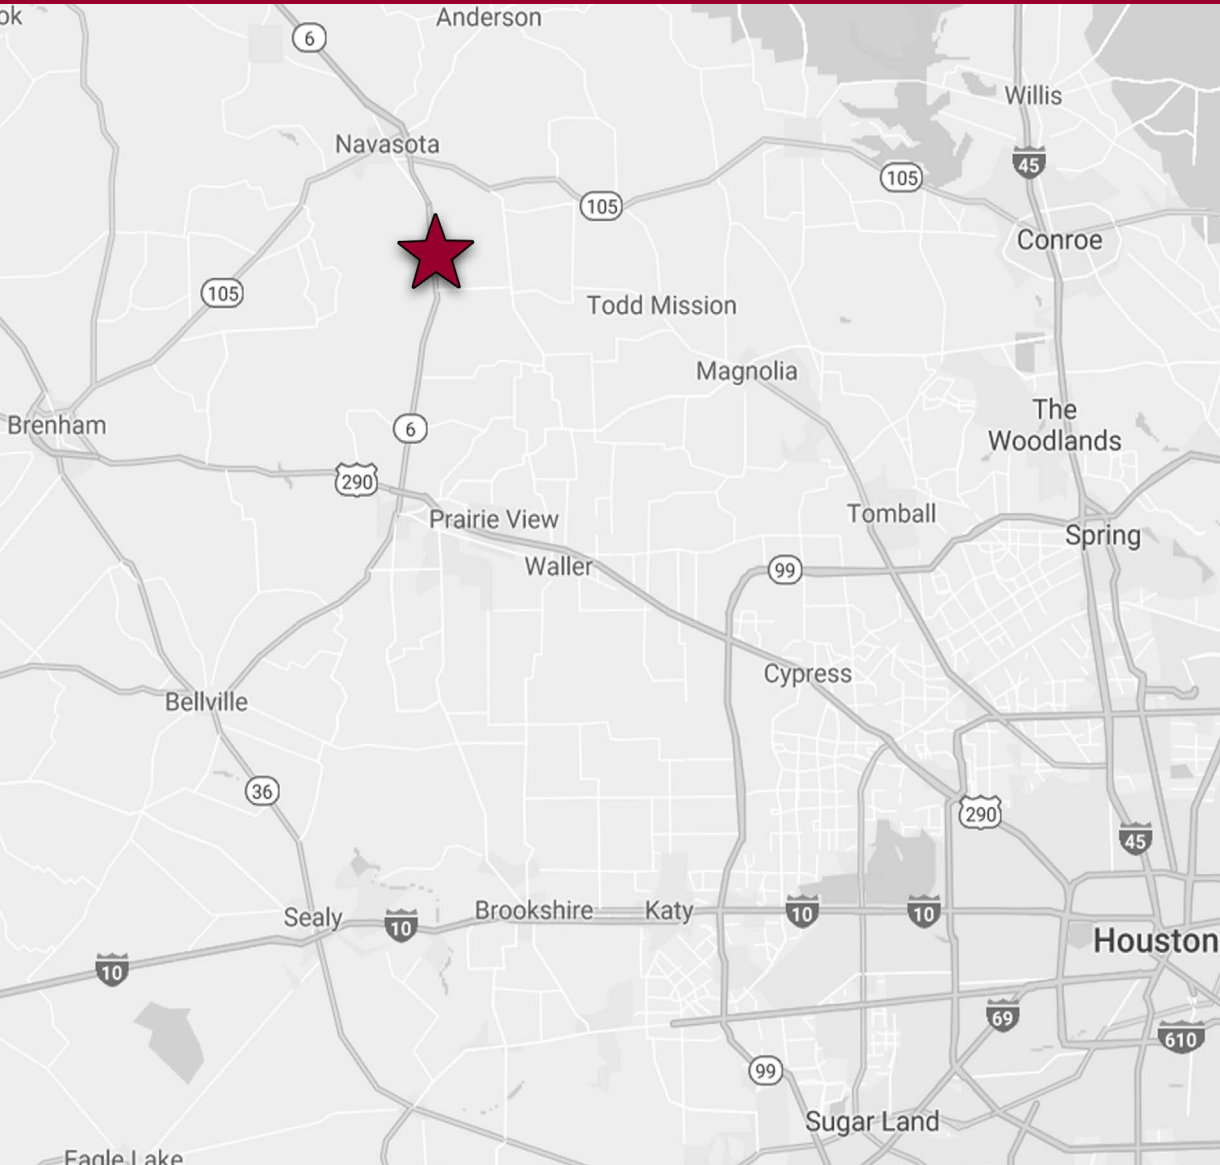 ok
Anderson
6
Willis
Navasota
45
105
105
Conroe
105
Todd Mission
Magnolia
The
Woodlands
Brenham
6
290
Prairie View
Tomball
Spring
Waller
99
Cypress
Bellville
36
290
45
Sealy
10
Brookshire
Katy
10
10
Houston
10
69
610
99
Sugar Land
Eagle Lake